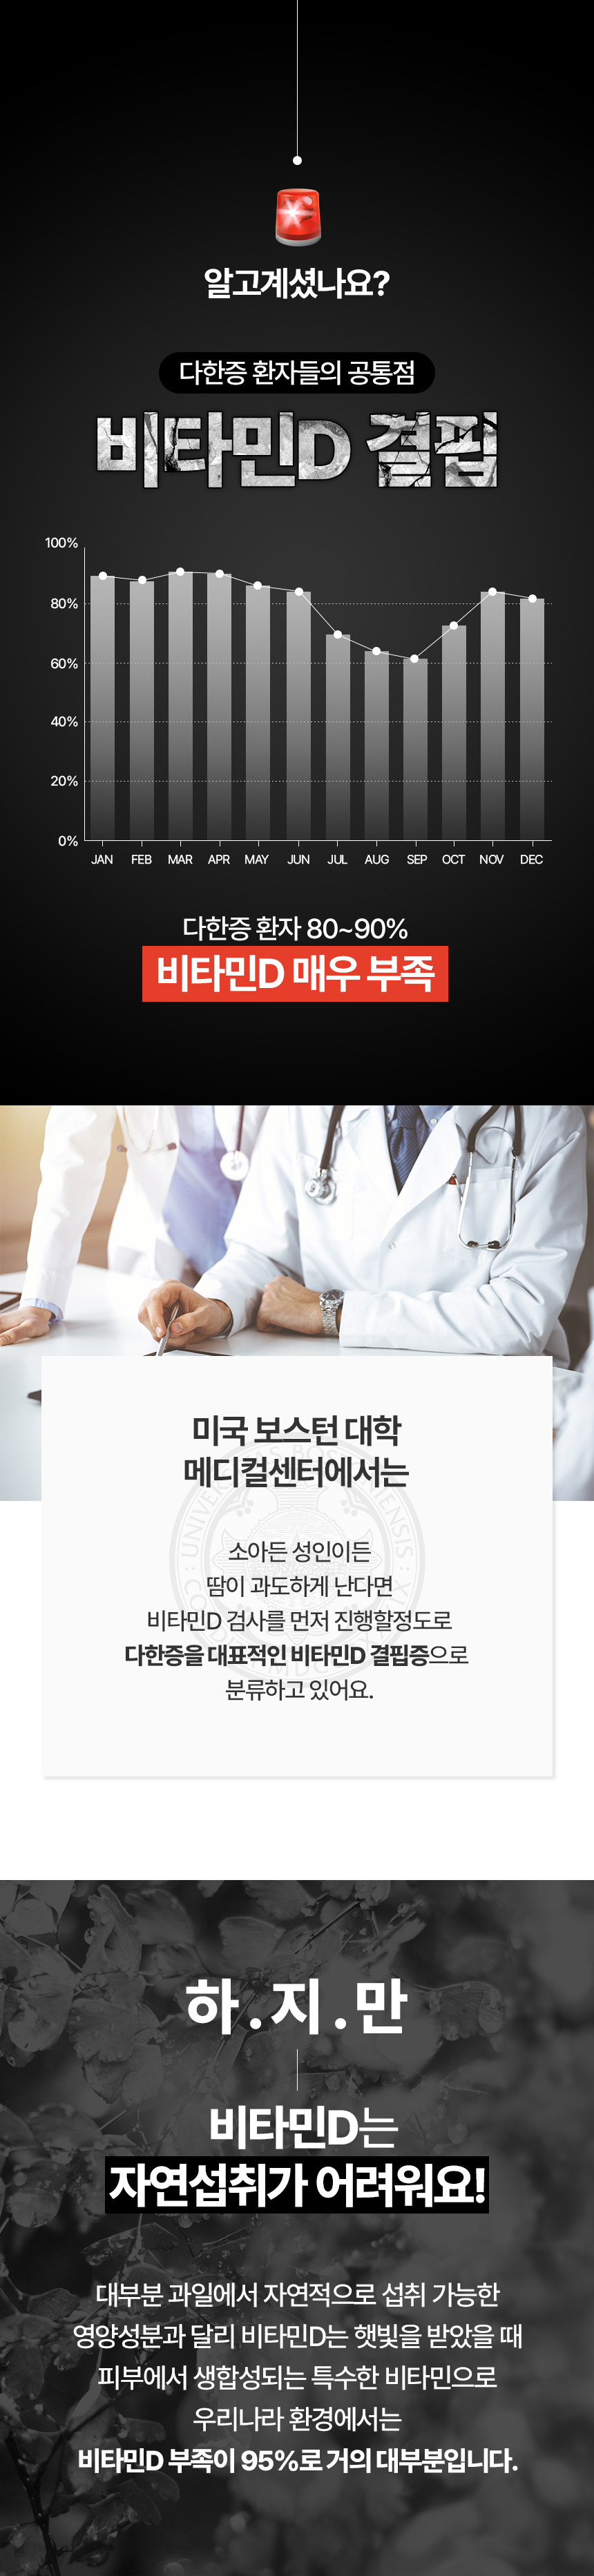 알고계셨나요?
다한증 환자들의 공통점
비타민D 결핍
100%
80%
60%
40%
20%
0%
JAN FEB MAR APR MAY JUN JUL AUG SEP OCT NOV DEC
다한증 환자 80~90%
비타민D 매우 부족
미국 보스턴 대학
메디컬센터에서는
소아든 성인이든
땀이 과도하게 난다면
비타민D 검사를 먼저 진행할정도로
다한증을 대표적인 비타민D 결핍증으로
분류하고 있어요.
하.지.만
비타민D는
자연섭취가 어려워요!
대부분 과일에서 자연적으로 섭취 가능한
영양성분과 달리 비타민D는 햇빛을 받았을 때
피부에서 생합성되는 특수한 비타민으로
우리나라 환경에서는
비타민D 부족이 95%로 거의 대부분입니다.